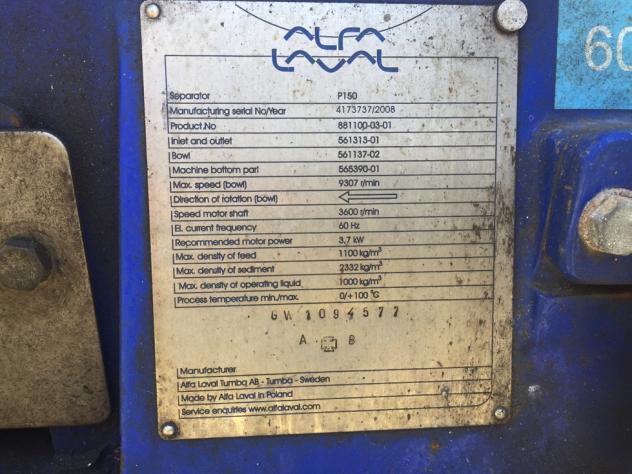 ALFA
LAVAL
60
Separator P150
Manufacturing serial No/Year 4173737/2008
Product.No 881100-03-01
Inlet and outlet 561313-01
Bowl 561137-02
Machine bottom part 565390-01
Max. speed (bowl) 9307 r/min
Direction of rotation (bowl)
Speed motor shaft 3600 r/min
El. current frequency 60 Hz
Recommended motor power 3,7 kW
Max. density of feed 1100 kg/m³
Max. density of sediment 2332 kg/m³
Max. density of operating liquid 1000 kg/m³
Process temperature min./max. 0/+100 °C
GW 1094577
A B
Manufacturer
Alfa Laval Tumba AB - Tumba - Sweden
Made by Alfa Laval in Poland
Service enquiries www.alfalaval.com